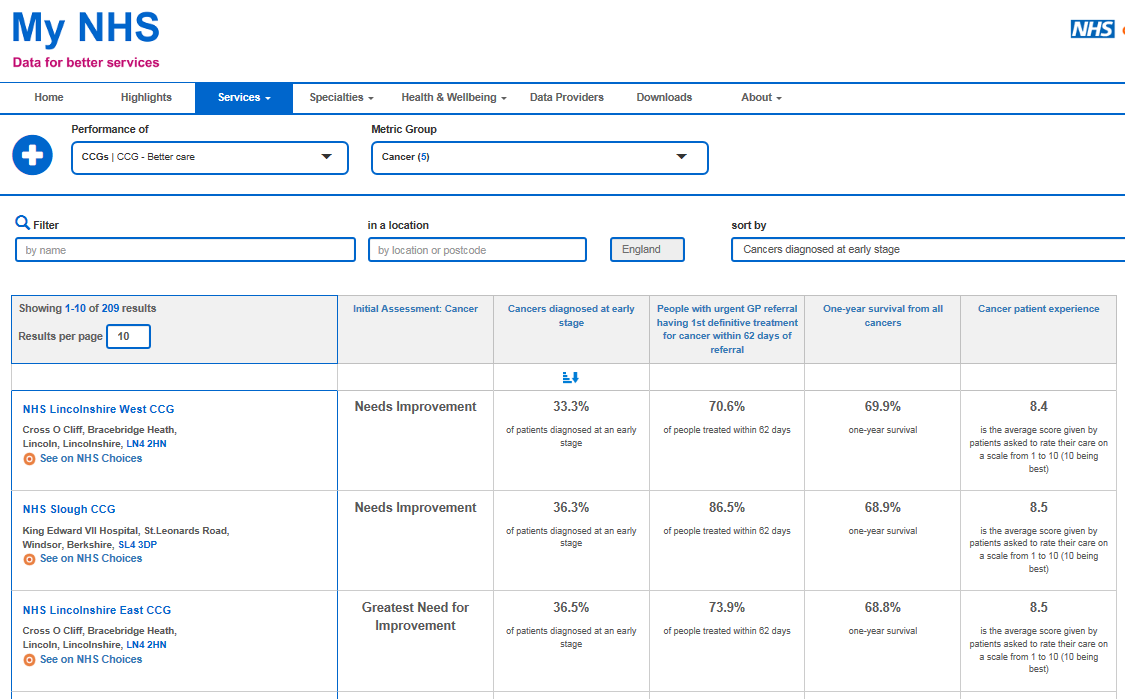 My NHS
NHS
Data for better services
Home Highlights Services Specialties Health & Wellbeing Data Providers Downloads About
Performance of Metric Group
CCGs | CCG - Better care Cancer (5)
Filter in a location sort by
by name by location or postcode England Cancers diagnosed at early stage
Showing 1-10 of 209 results
Results per page 10
Initial Assessment: Cancer
Cancers diagnosed at early
stage
People with urgent GP referral
having 1st definitive treatment
for cancer within 62 days of
referral
One-year survival from all
cancers
Cancer patient experience
NHS Lincolnshire West CCG
Cross O Cliff, Bracebridge Heath,
Lincoln, Lincolnshire, LN4 2HN
See on NHS Choices
Needs Improvement
33.3%
of patients diagnosed at an early
stage
70.6%
of people treated within 62 days
69.9%
one-year survival
8.4
is the average score given by
patients asked to rate their care on
a scale from 1 to 10 (10 being
best)
NHS Slough CCG
King Edward VII Hospital, St.Leonards Road,
Windsor, Berkshire, SL4 3DP
See on NHS Choices
Needs Improvement
36.3%
of patients diagnosed at an early
stage
86.5%
of people treated within 62 days
68.9%
one-year survival
8.5
is the average score given by
patients asked to rate their care on
a scale from 1 to 10 (10 being
best)
NHS Lincolnshire East CCG
Cross O Cliff, Bracebridge Heath,
Lincoln, Lincolnshire, LN4 2HN
See on NHS Choices
Greatest Need for
Improvement
36.5%
of patients diagnosed at an early
stage
73.9%
of people treated within 62 days
68.8%
one-year survival
8.5
is the average score given by
patients asked to rate their care on
a scale from 1 to 10 (10 being
best)